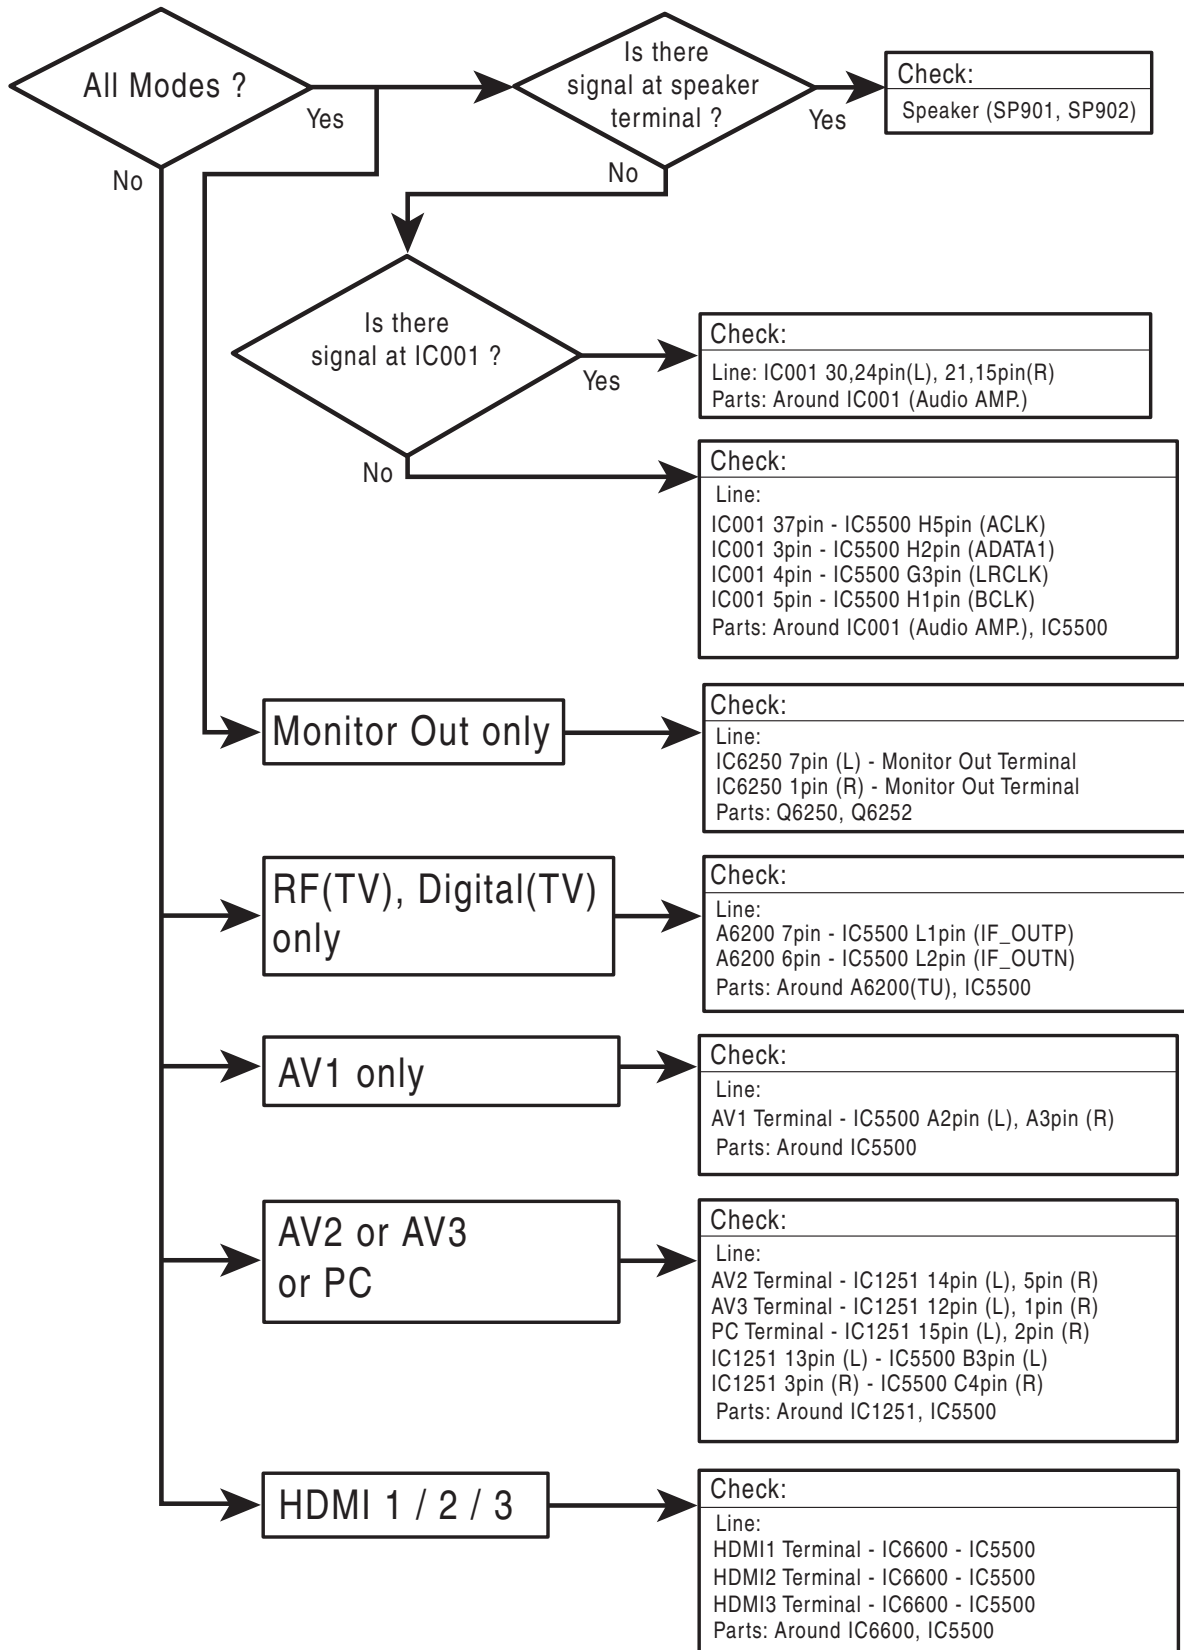 All Modes ?
Yes
No
Is there
signal at speaker
terminal ?
Yes
No
Check:
Speaker (SP901, SP902)
Is there
signal at IC001 ?
Yes
No
Check:
Line: IC001 30,24pin(L), 21,15pin(R)
Parts: Around IC001 (Audio AMP.)
Check:
Line:
IC001 37pin - IC5500 H5pin (ACLK)
IC001 3pin - IC5500 H2pin (ADATA1)
IC001 4pin - IC5500 G3pin (LRCLK)
IC001 5pin - IC5500 H1pin (BCLK)
Parts: Around IC001 (Audio AMP.), IC5500
Monitor Out only
Check:
Line:
IC6250 7pin (L) - Monitor Out Terminal
IC6250 1pin (R) - Monitor Out Terminal
Parts: Q6250, Q6252
RF(TV), Digital(TV)
only
Check:
Line:
A6200 7pin - IC5500 L1pin (IF_OUTP)
A6200 6pin - IC5500 L2pin (IF_OUTN)
Parts: Around A6200(TU), IC5500
AV1 only
Check:
Line:
AV1 Terminal - IC5500 A2pin (L), A3pin (R)
Parts: Around IC5500
AV2 or AV3
or PC
Check:
Line:
AV2 Terminal - IC1251 14pin (L), 5pin (R)
AV3 Terminal - IC1251 12pin (L), 1pin (R)
PC Terminal - IC1251 15pin (L), 2pin (R)
IC1251 13pin (L) - IC5500 B3pin (L)
IC1251 3pin (R) - IC5500 C4pin (R)
Parts: Around IC1251, IC5500
HDMI 1 / 2 / 3
Check:
Line:
HDMI1 Terminal - IC6600 - IC5500
HDMI2 Terminal - IC6600 - IC5500
HDMI3 Terminal - IC6600 - IC5500
Parts: Around IC6600, IC5500